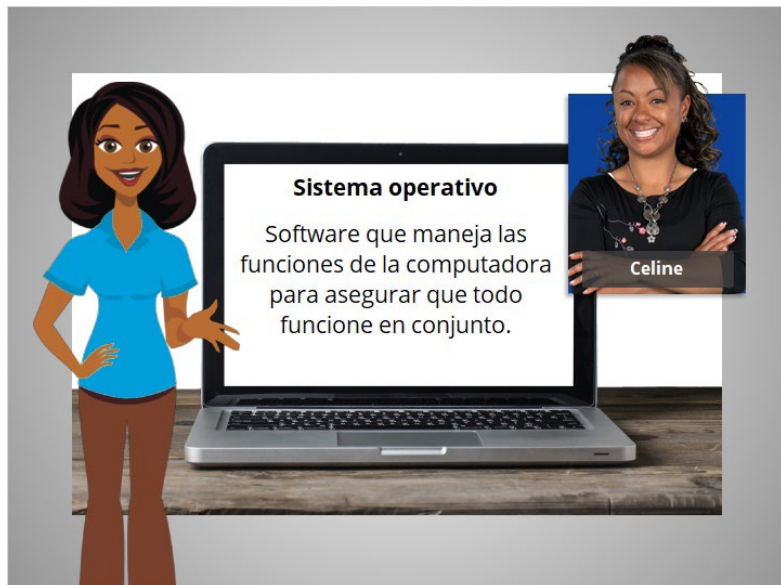 Sistema operativo
Software que maneja las
funciones de la computadora
para asegurar que todo
funcione en conjunto.
Celine